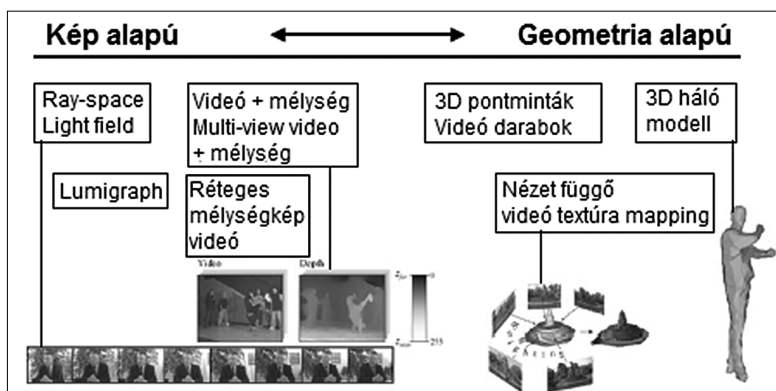 Kép alapú
Geometria alapú
Ray-space
Light field
Videó + mélység
Multi-view video
+ mélység
3D pontminták
Videó darabok
3D háló
modell
Lumigraph
Réteges
mélységkép
videó
Nézet függő
videó textúra mapping
Video
Depth
0
255